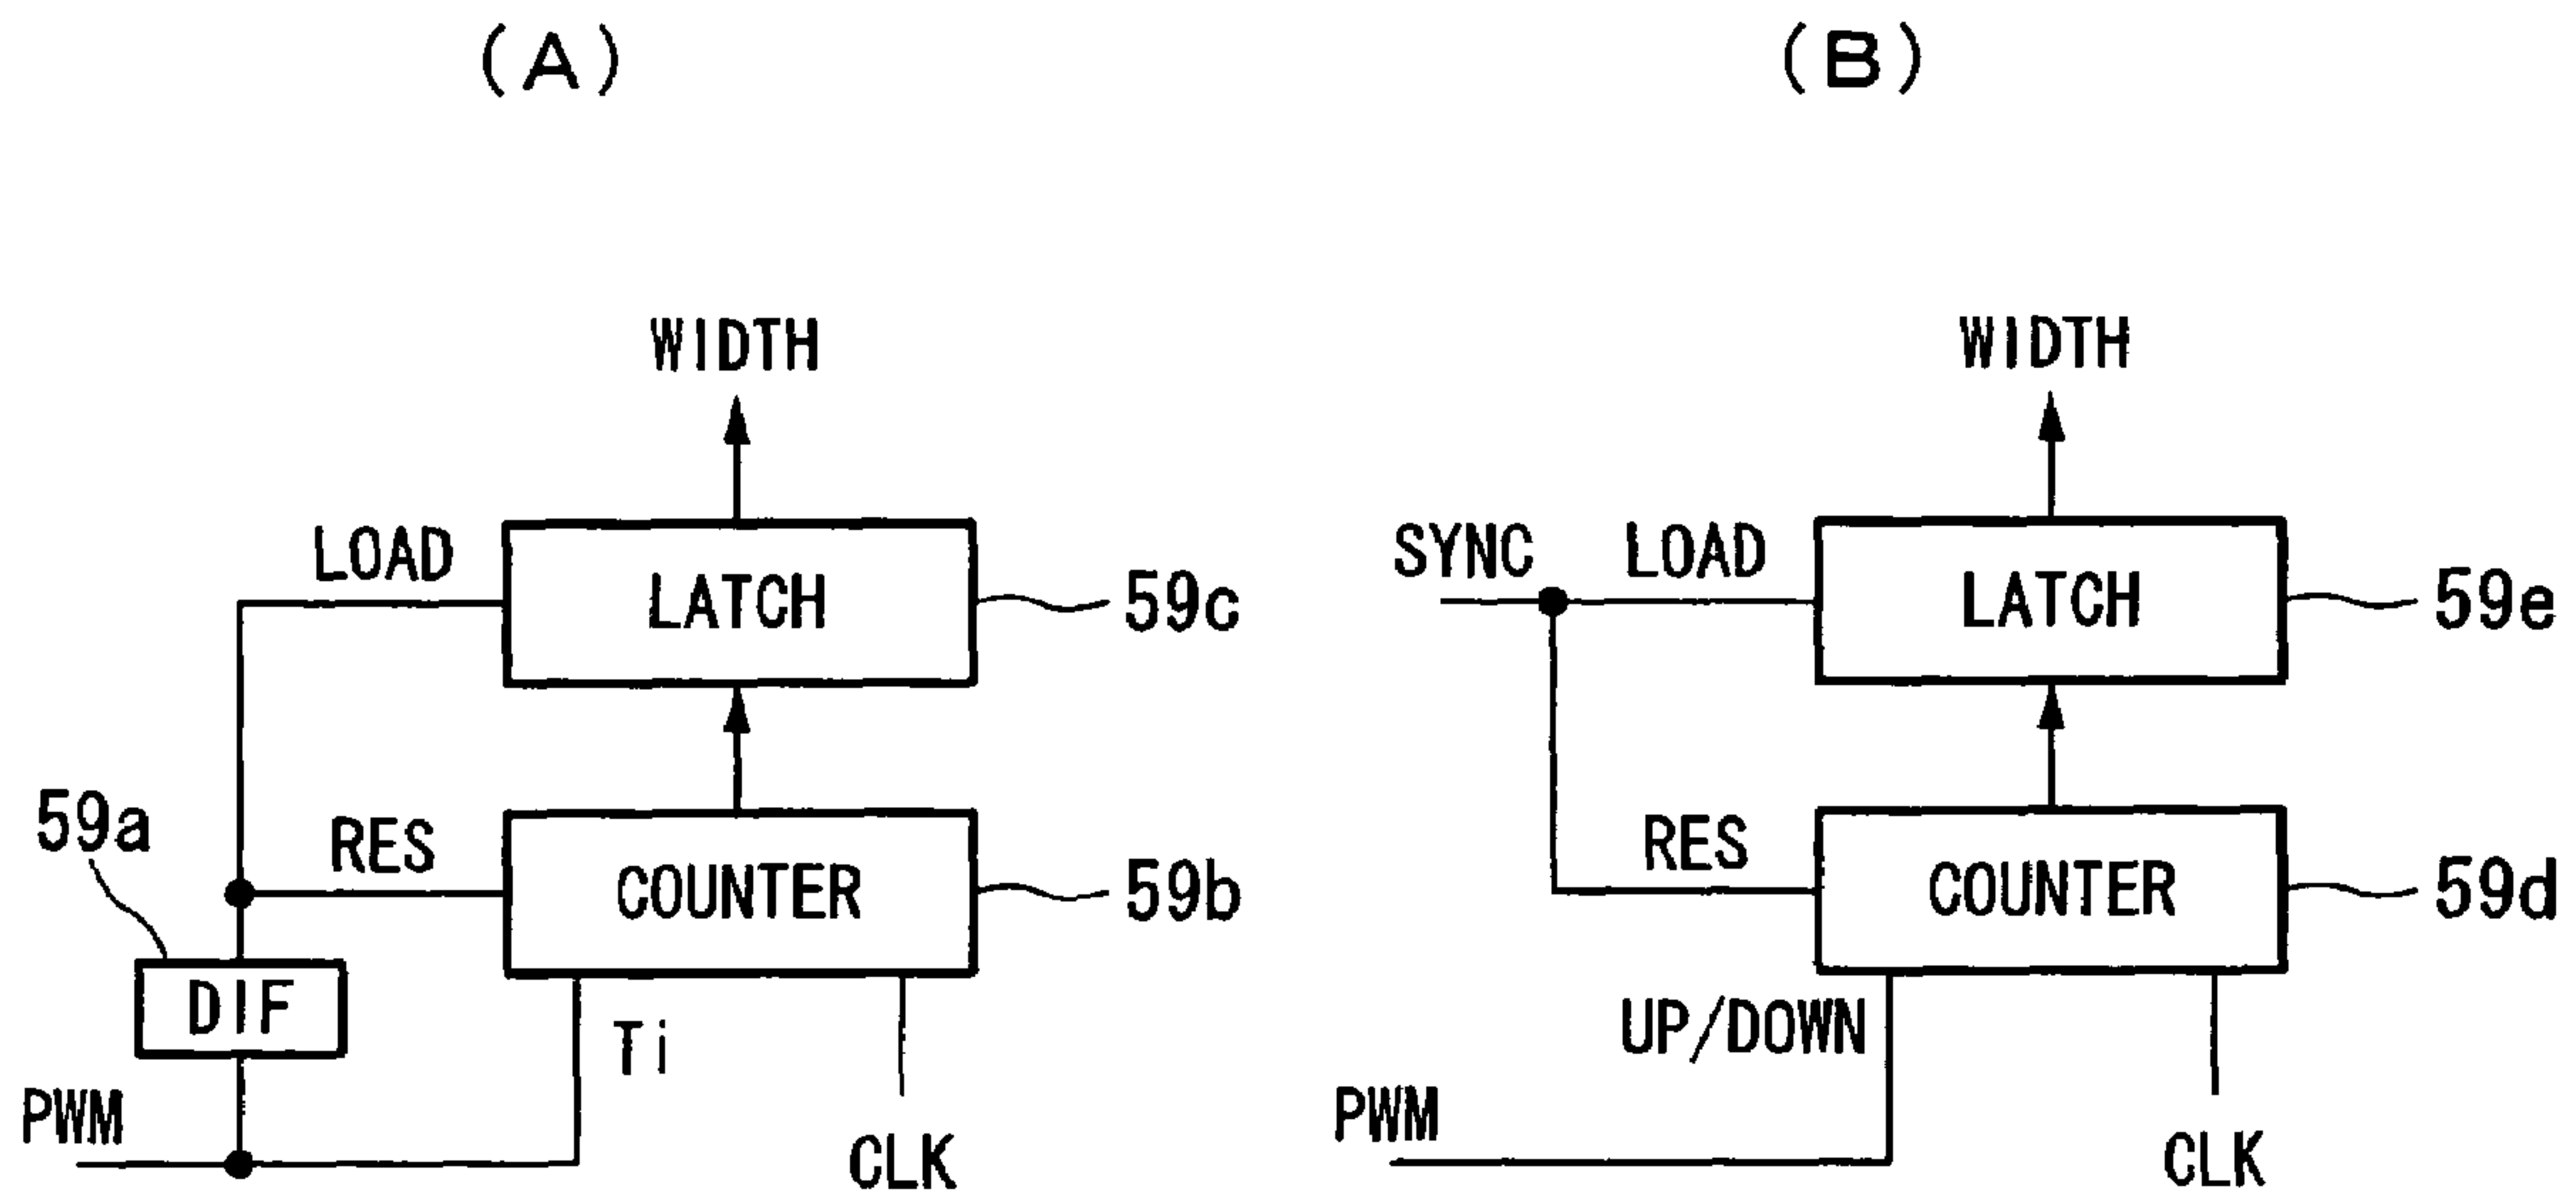 (A)
WIDTH
LOAD
LATCH
59c
59a
RES
COUNTER
59b
DIF
Ti
PWM
CLK
(B)
WIDTH
SYNC
LOAD
LATCH
59e
RES
COUNTER
59d
UP/DOWN
PWM
CLK